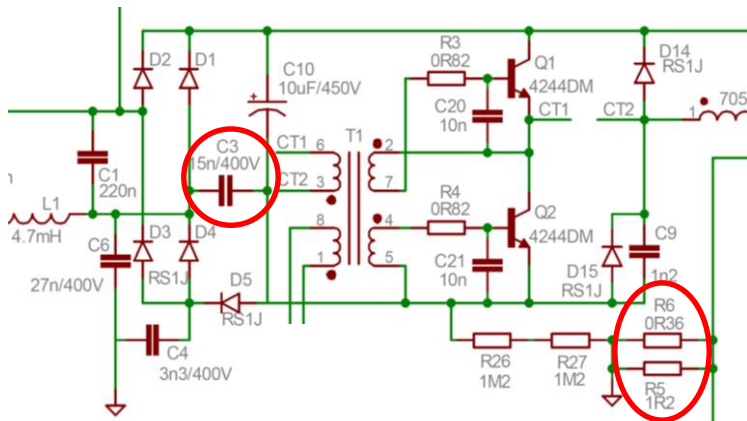 D2
D1
C10
10uF/450V
R3
0R82
Q1
4244DM
D14
RS1J
C20
10n
CT1
CT2
1
705
C3
15n/400V
CT1
6
T1
2
C1
220n
CT2
3
7
L1
4.7mH
8
4
R4
0R82
Q2
4244DM
C6
27n/400V
D3
RS1J
D4
D5
RS1J
1
5
C21
10n
D15
RS1J
C9
1n2
C4
3n3/400V
R26
1M2
R27
1M2
R6
0R36
R5
1R2